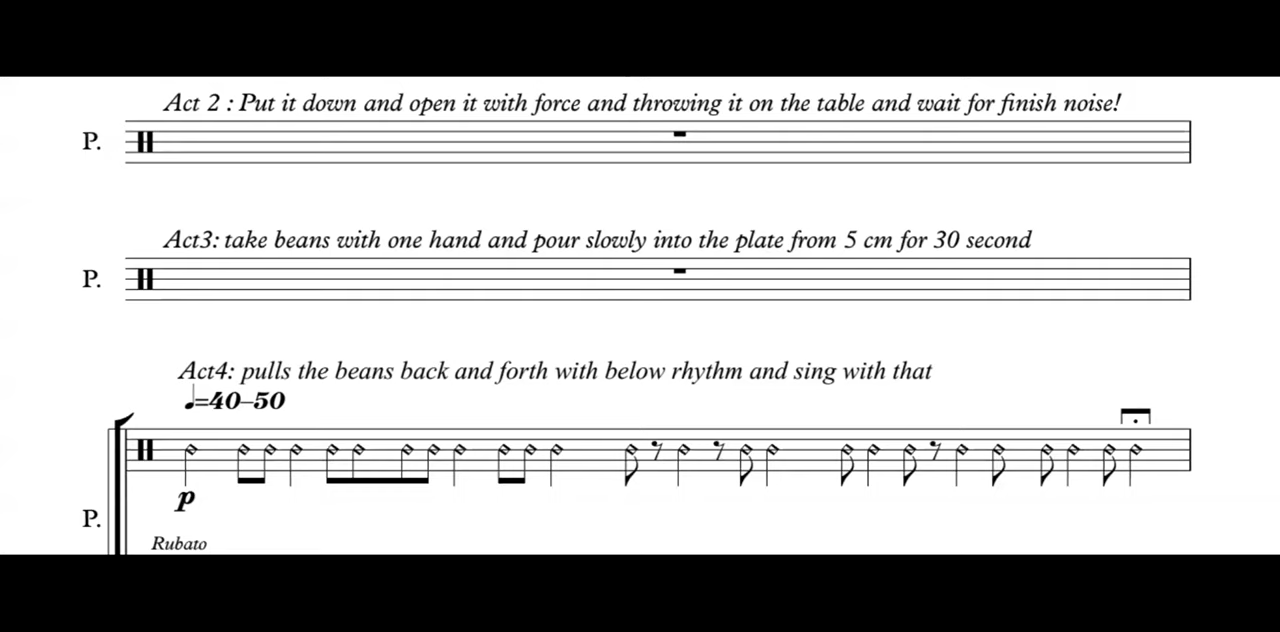 Act 2 : Put it down and open it with force and throwing it on the table and wait for finish noise!
P.
Act3: take beans with one hand and pour slowly into the plate from 5 cm for 30 second
P.
Act4: pulls the beans back and forth with below rhythm and sing with that
♩=40–50
p
P.
Rubato